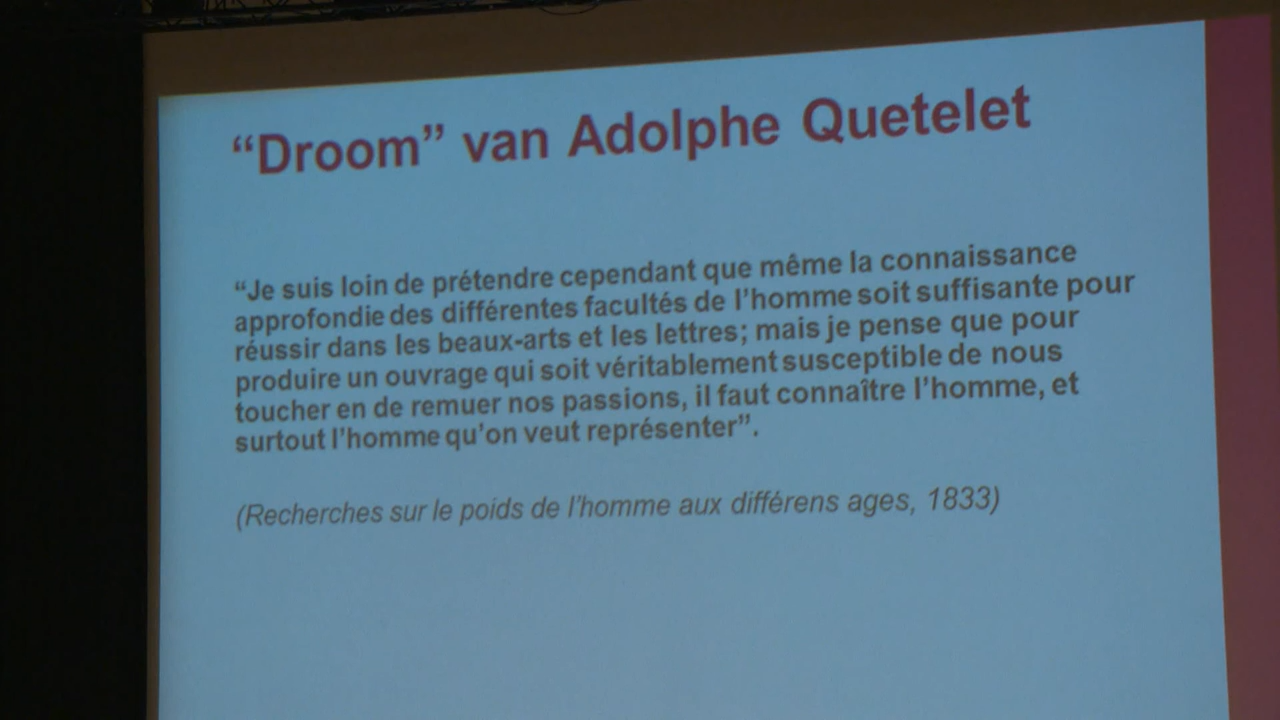 “Droom” van Adolphe Quetelet
“Je suis loin de prétendre cependant que même la connaissance
approfondie des différentes facultés de l’homme soit suffisante pour
réussir dans les beaux-arts et les lettres; mais je pense que pour
produire un ouvrage qui soit véritablement susceptible de nous
toucher en de remuer nos passions, il faut connaître l’homme, et
surtout l’homme qu’on veut représenter”.
(Recherches sur le poids de l’homme aux différens ages, 1833)